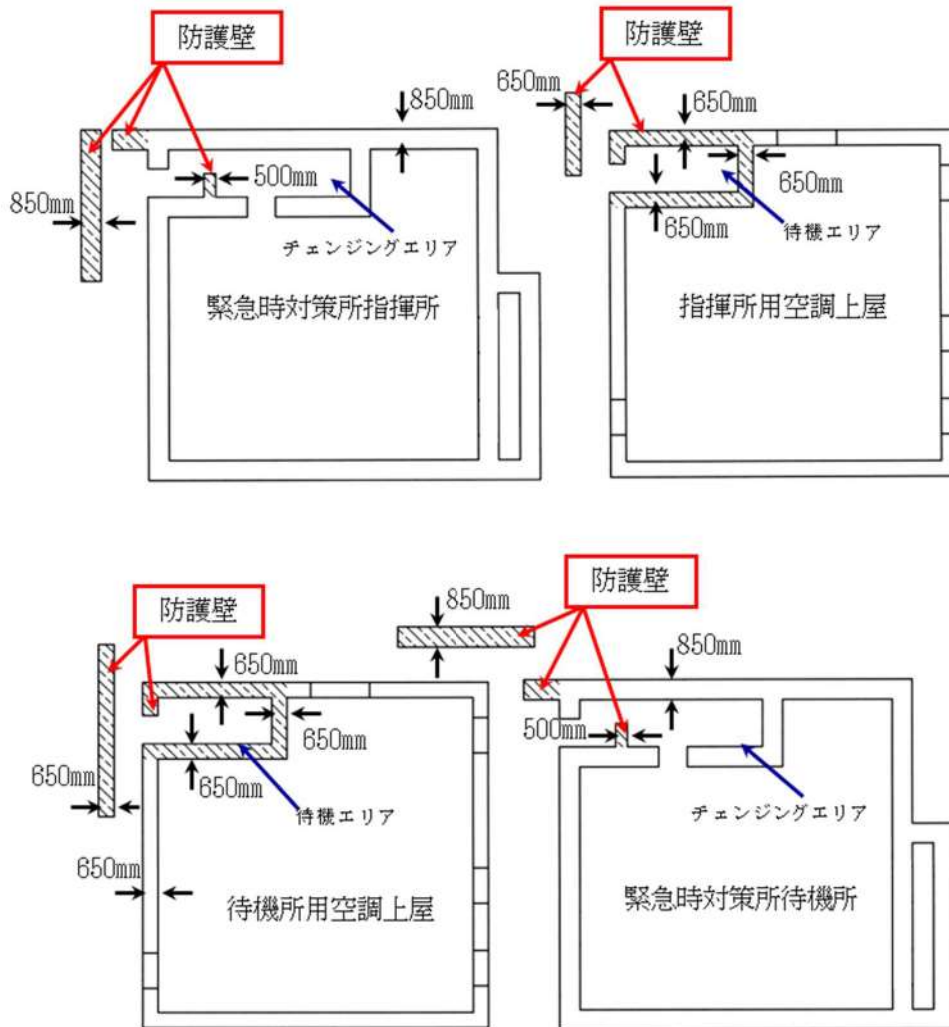 防護壁
850mm
500mm
850mm
チェンジングエリア
緊急時対策所指揮所
防護壁
650mm
650mm
650mm
650mm
待機エリア
指揮所用空調上屋
防護壁
650mm
650mm
650mm
650mm
待機エリア
650mm
待機所用空調上屋
防護壁
850mm
850mm
500mm
チェンジングエリア
緊急時対策所待機所